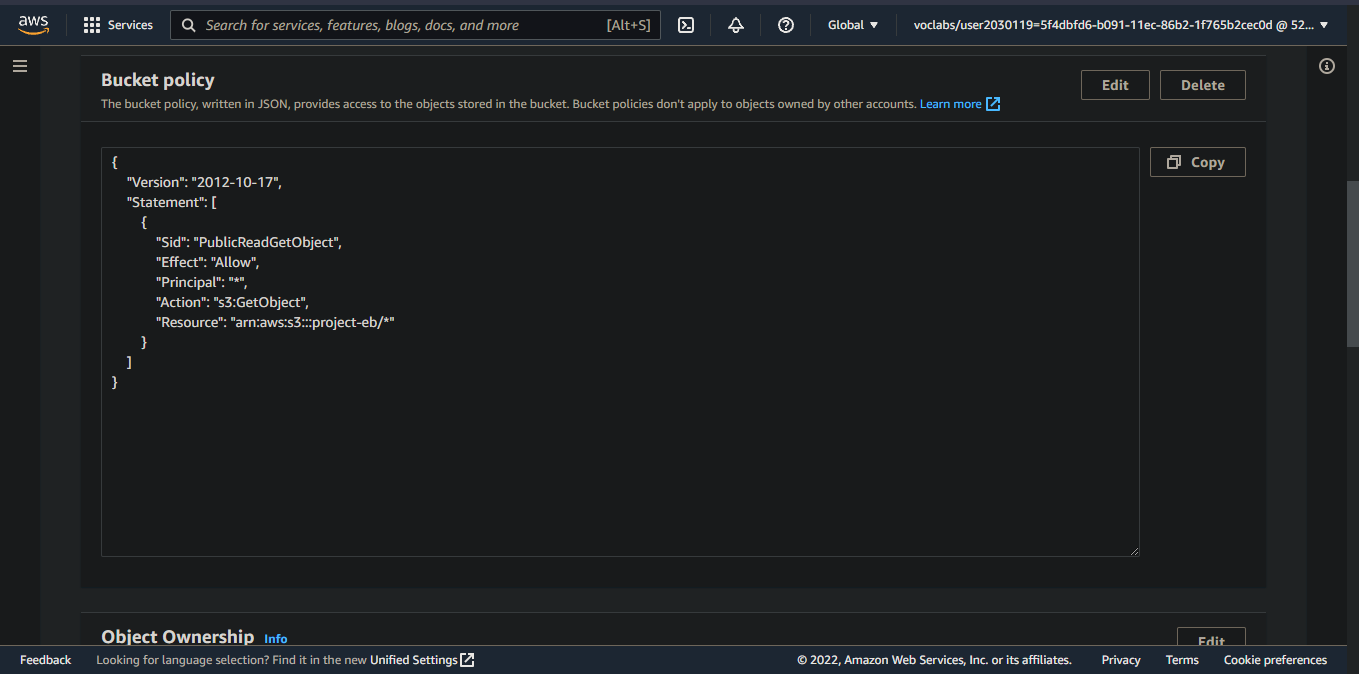 aws Services Search for services, features, blogs, docs, and more [Alt+S] Global voclabs/user2030119=5f4dbfd6-b091-11ec-86b2-1f765b2cec0d @ 52...
Bucket policy
Edit Delete
The bucket policy, written in JSON, provides access to the objects stored in the bucket. Bucket policies don't apply to objects owned by other accounts. Learn more
Copy
{
"Version": "2012-10-17",
"Statement": [
{
"Sid": "PublicReadGetObject",
"Effect": "Allow",
"Principal": "*",
"Action": "s3:GetObject",
"Resource": "arn:aws:s3:::project-eb/*"
}
]
}
Object Ownership Info
Edit
Feedback Looking for language selection? Find it in the new Unified Settings © 2022, Amazon Web Services, Inc. or its affiliates. Privacy Terms Cookie preferences